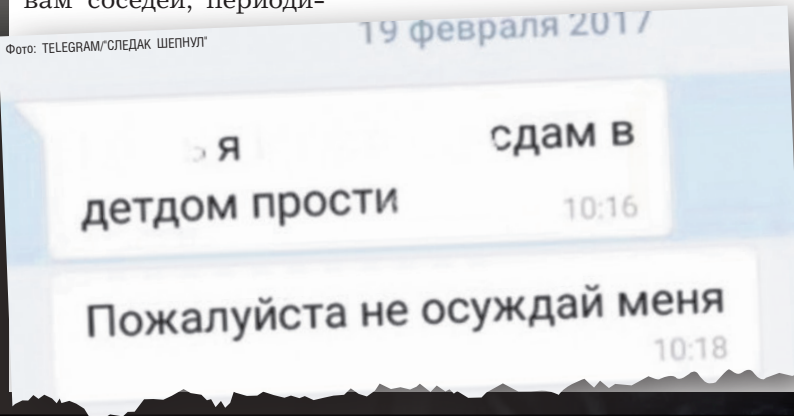 вам соседей, периоди-
Фото: TELEGRAM/"СЛЕДАК ШЕПНУЛ"
19 февраля 2017
я сдам в
детдом прости
10:16
Пожалуйста не осуждай меня
10:18